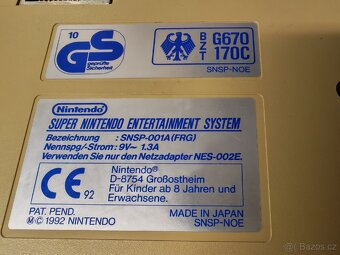 10
GS
geprüfte
Sicherheit
BZT
G670
170C
SNSP-NOE
Nintendo
SUPER NINTENDO ENTERTAINMENT SYSTEM
Bezeichnung : SNSP-001A(FRG)
Nennspg/-Strom: 9V~ 1.3A
Verwenden Sie nur den Netzadapter NES-002E.
CE 92
Nintendo®
D-8754 Großostheim
Für Kinder ab 8 Jahren und
Erwachsene.
PAT. PEND.
Ⓜ© 1992 NINTENDO
MADE IN JAPAN
SNSP-NOE
bazos.cz